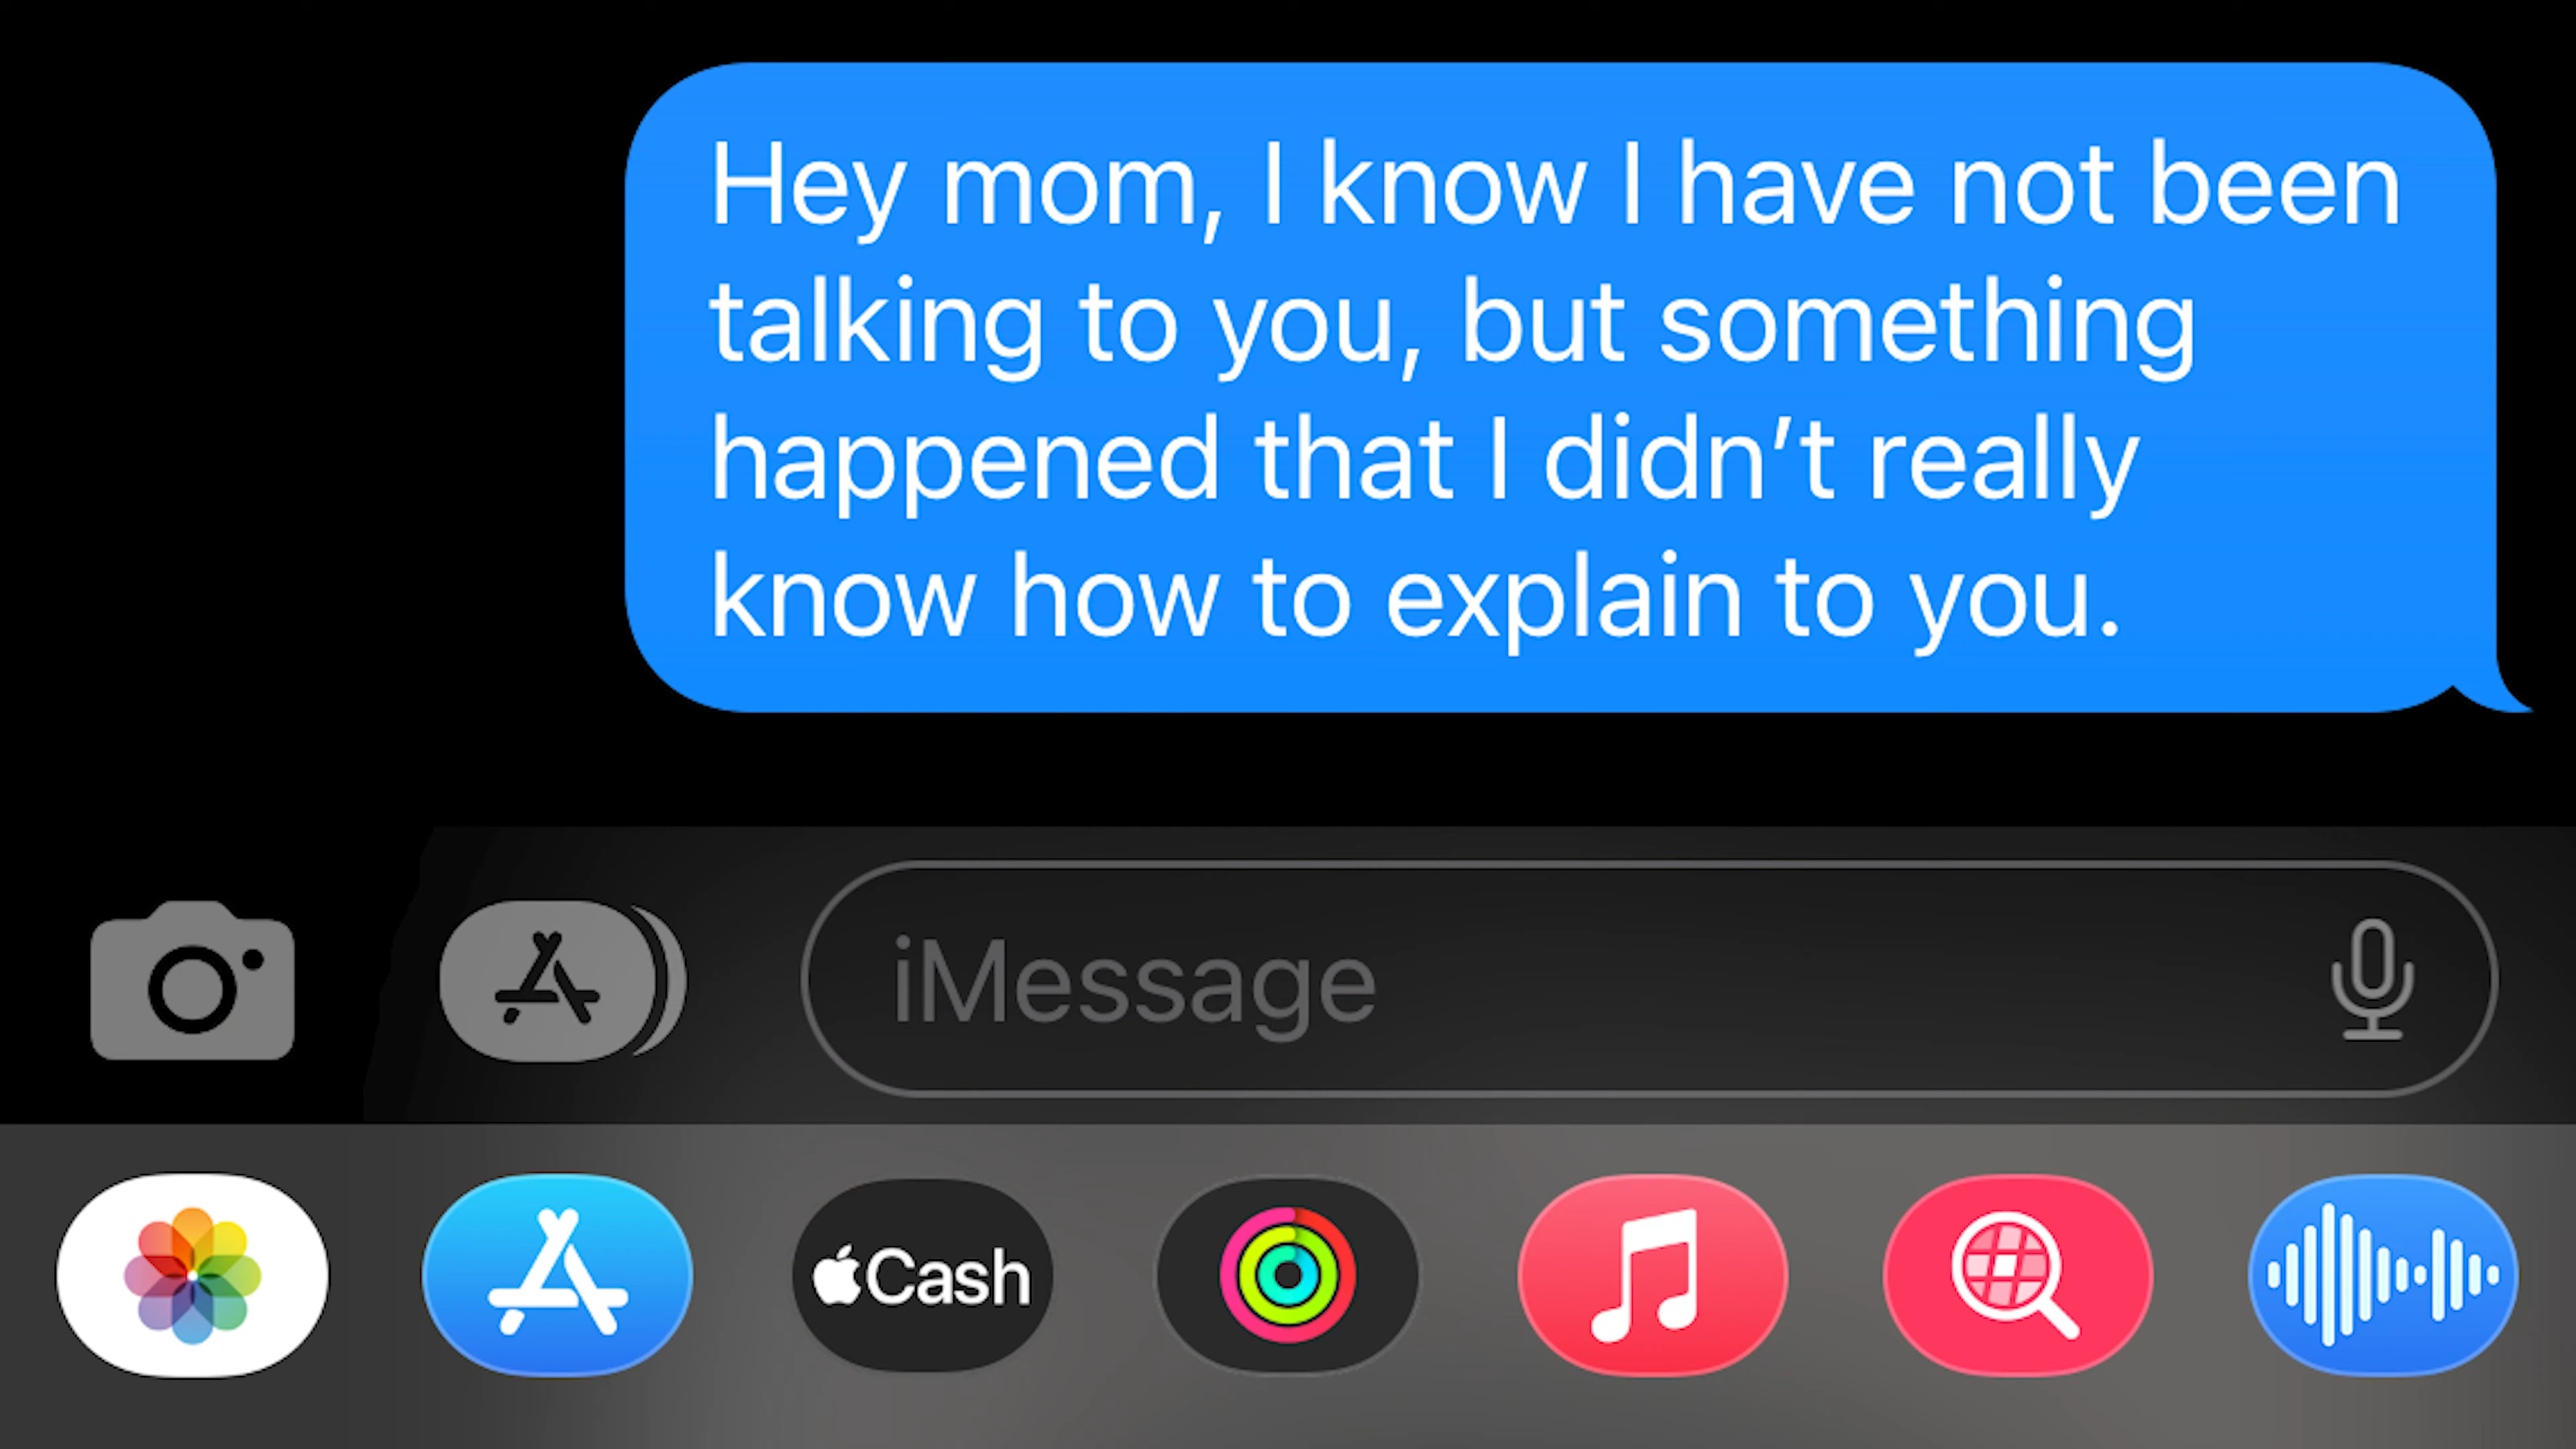 Hey mom, I know I have not been
talking to you, but something
happened that I didn’t really
know how to explain to you.
iMessage
Cash